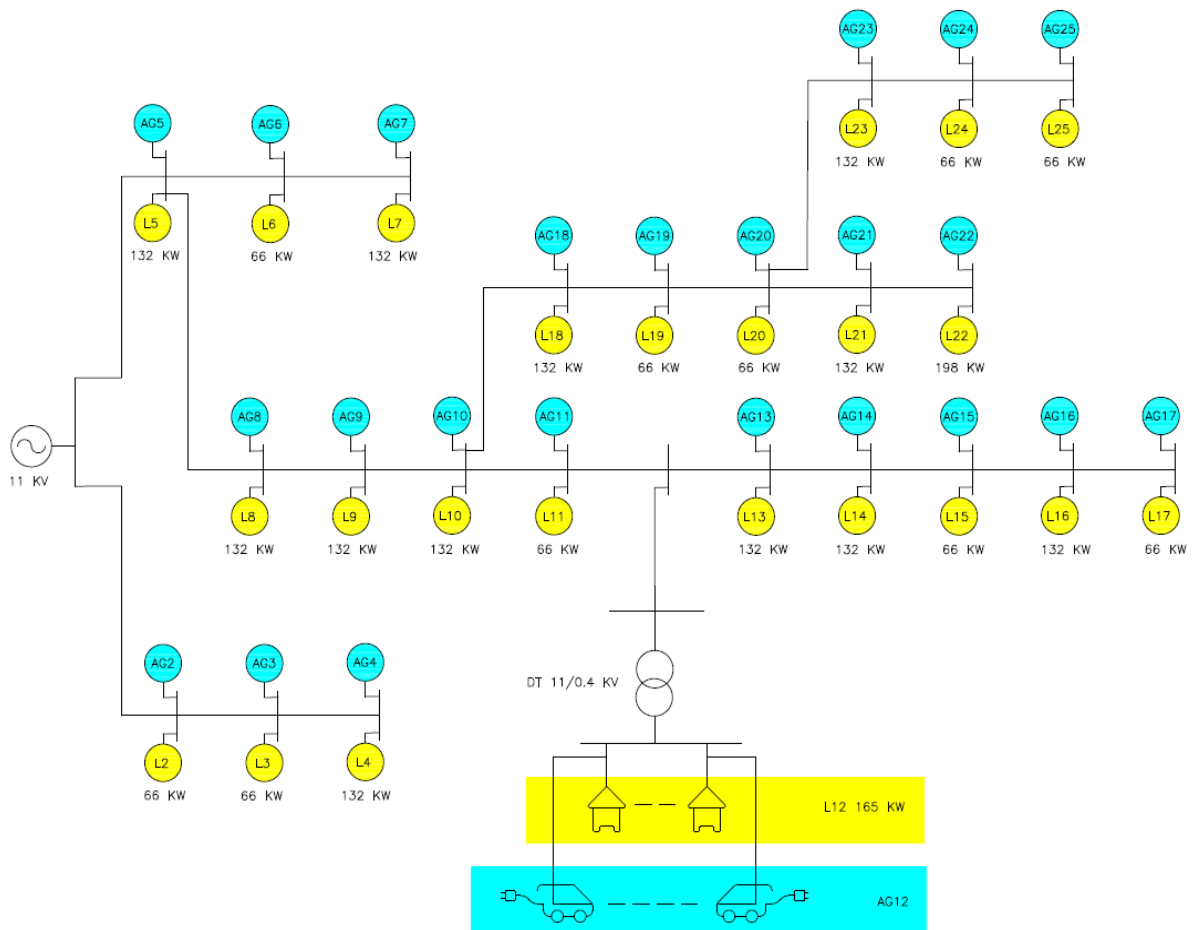 AG23 AG24 AG25
L23 L24 L25
132 KW 66 KW 66 KW
AG5 AG6 AG7
L5 L6 L7
132 KW 66 KW 132 KW
AG18 AG19 AG20 AG21 AG22
L18 L19 L20 L21 L22
132 KW 66 KW 66 KW 132 KW 198 KW
AG8 AG9 AG10 AG11 AG13 AG14 AG15 AG16 AG17
11 KV
L8 L9 L10 L11 L13 L14 L15 L16 L17
132 KW 132 KW 132 KW 66 KW 132 KW 132 KW 66 KW 132 KW 66 KW
AG2 AG3 AG4
L2 L3 L4
66 KW 66 KW 132 KW
DT 11/0.4 KV
L12 165 KW
AG12